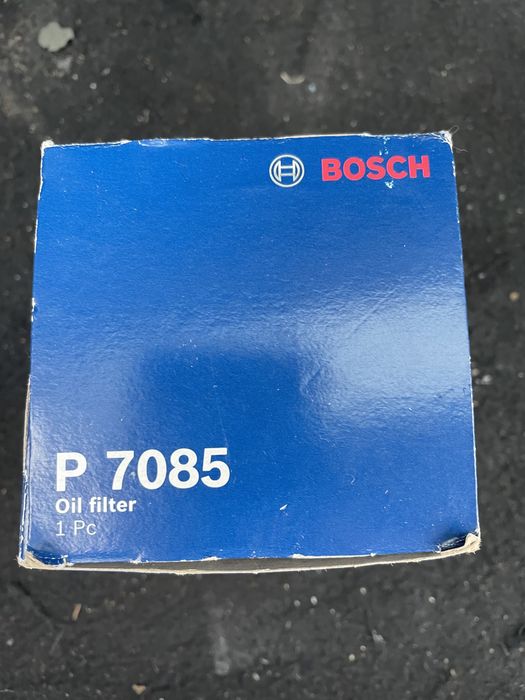 BOSCH
P 7085
Oil filter
1 Pc